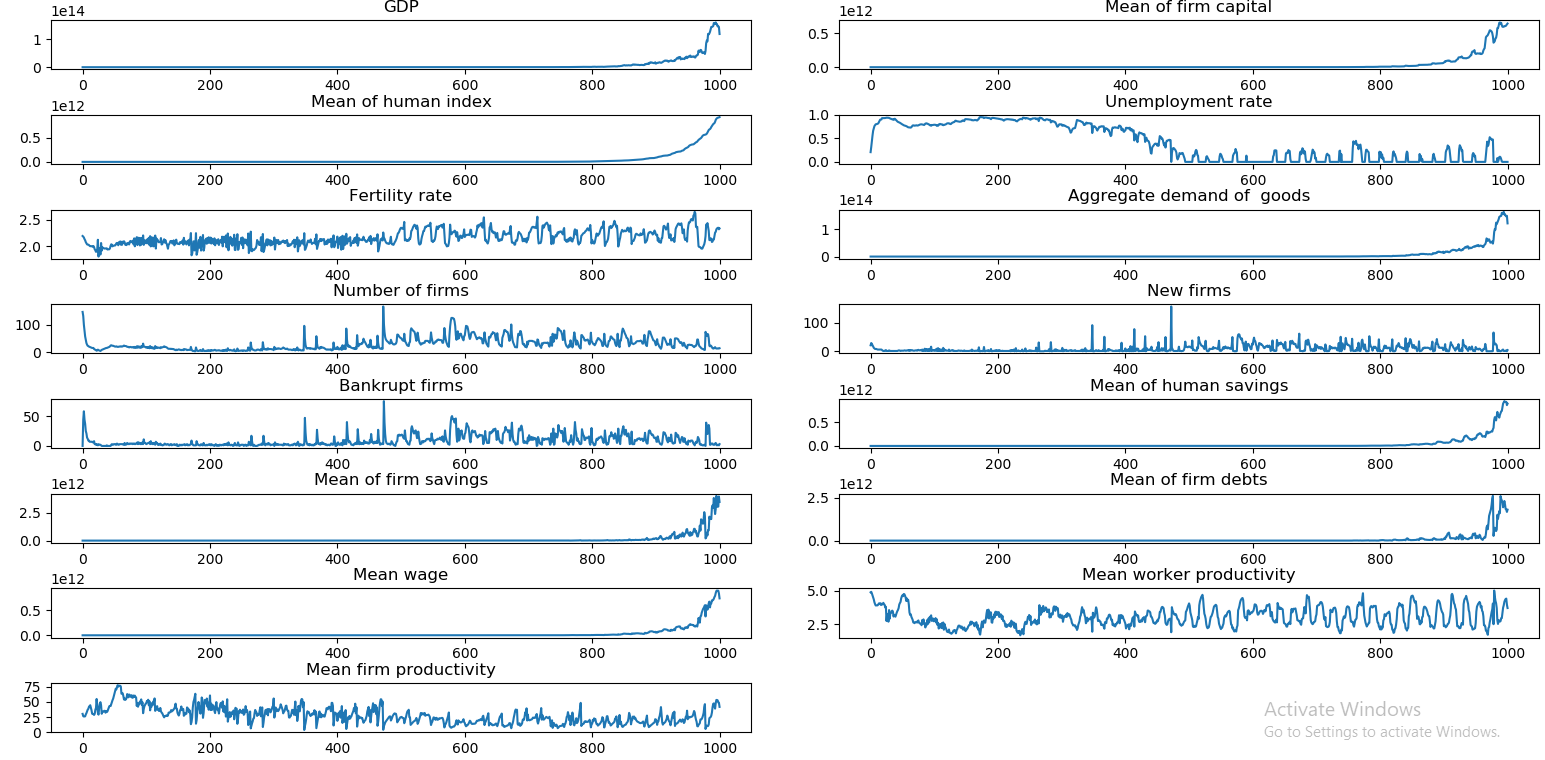 GDP
1e14
1
0
0 200 400 600 800 1000
Mean of firm capital
1e12
0.5
0.0
0 200 400 600 800 1000
Mean of human index
1e12
0.5
0.0
0 200 400 600 800 1000
Unemployment rate
1.0
0.5
0.0
0 200 400 600 800 1000
Fertility rate
2.5
2.0
0 200 400 600 800 1000
Aggregate demand of  goods
1e14
1
0
0 200 400 600 800 1000
Number of firms
100
0
0 200 400 600 800 1000
New firms
100
0
0 200 400 600 800 1000
Bankrupt firms
50
0
0 200 400 600 800 1000
Mean of human savings
1e12
0.5
0.0
0 200 400 600 800 1000
Mean of firm savings
1e12
2.5
0.0
0 200 400 600 800 1000
Mean of firm debts
1e12
2.5
0.0
0 200 400 600 800 1000
Mean wage
1e12
0.5
0.0
0 200 400 600 800 1000
Mean worker productivity
5.0
2.5
0 200 400 600 800 1000
Mean firm productivity
75
50
25
0
0 200 400 600 800 1000
Activate Windows
Go to Settings to activate Windows.